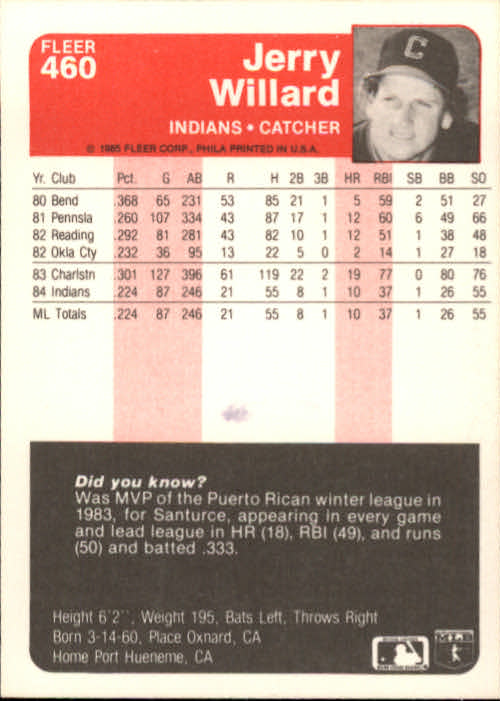 FLEER
460
Jerry
Willard
INDIANS • CATCHER
© 1985 FLEER CORP., PHILA PRINTED IN U.S.A.
C
Yr. Club Pct. G AB R H 2B 3B HR RBI SB BB SO
80 Bend .368 65 231 53 85 21 1 5 59 2 51 27
81 Pennsla .260 107 334 43 87 17 1 12 60 6 49 66
82 Reading .292 81 281 43 82 10 1 12 51 1 38 48
82 Okla Cty .232 36 95 13 22 5 0 2 14 1 27 18
83 Charlstn .301 127 396 61 119 22 2 19 77 0 80 76
84 Indians .224 87 246 21 55 8 1 10 37 1 26 55
ML Totals .224 87 246 21 55 8 1 10 37 1 26 55
Did you know?
Was MVP of the Puerto Rican winter league in
1983, for Santurce, appearing in every game
and lead league in HR (18), RBI (49), and runs
(50) and batted .333.
Height 6'2'', Weight 195, Bats Left, Throws Right
Born 3-14-60, Place Oxnard, CA
Home Port Hueneme, CA